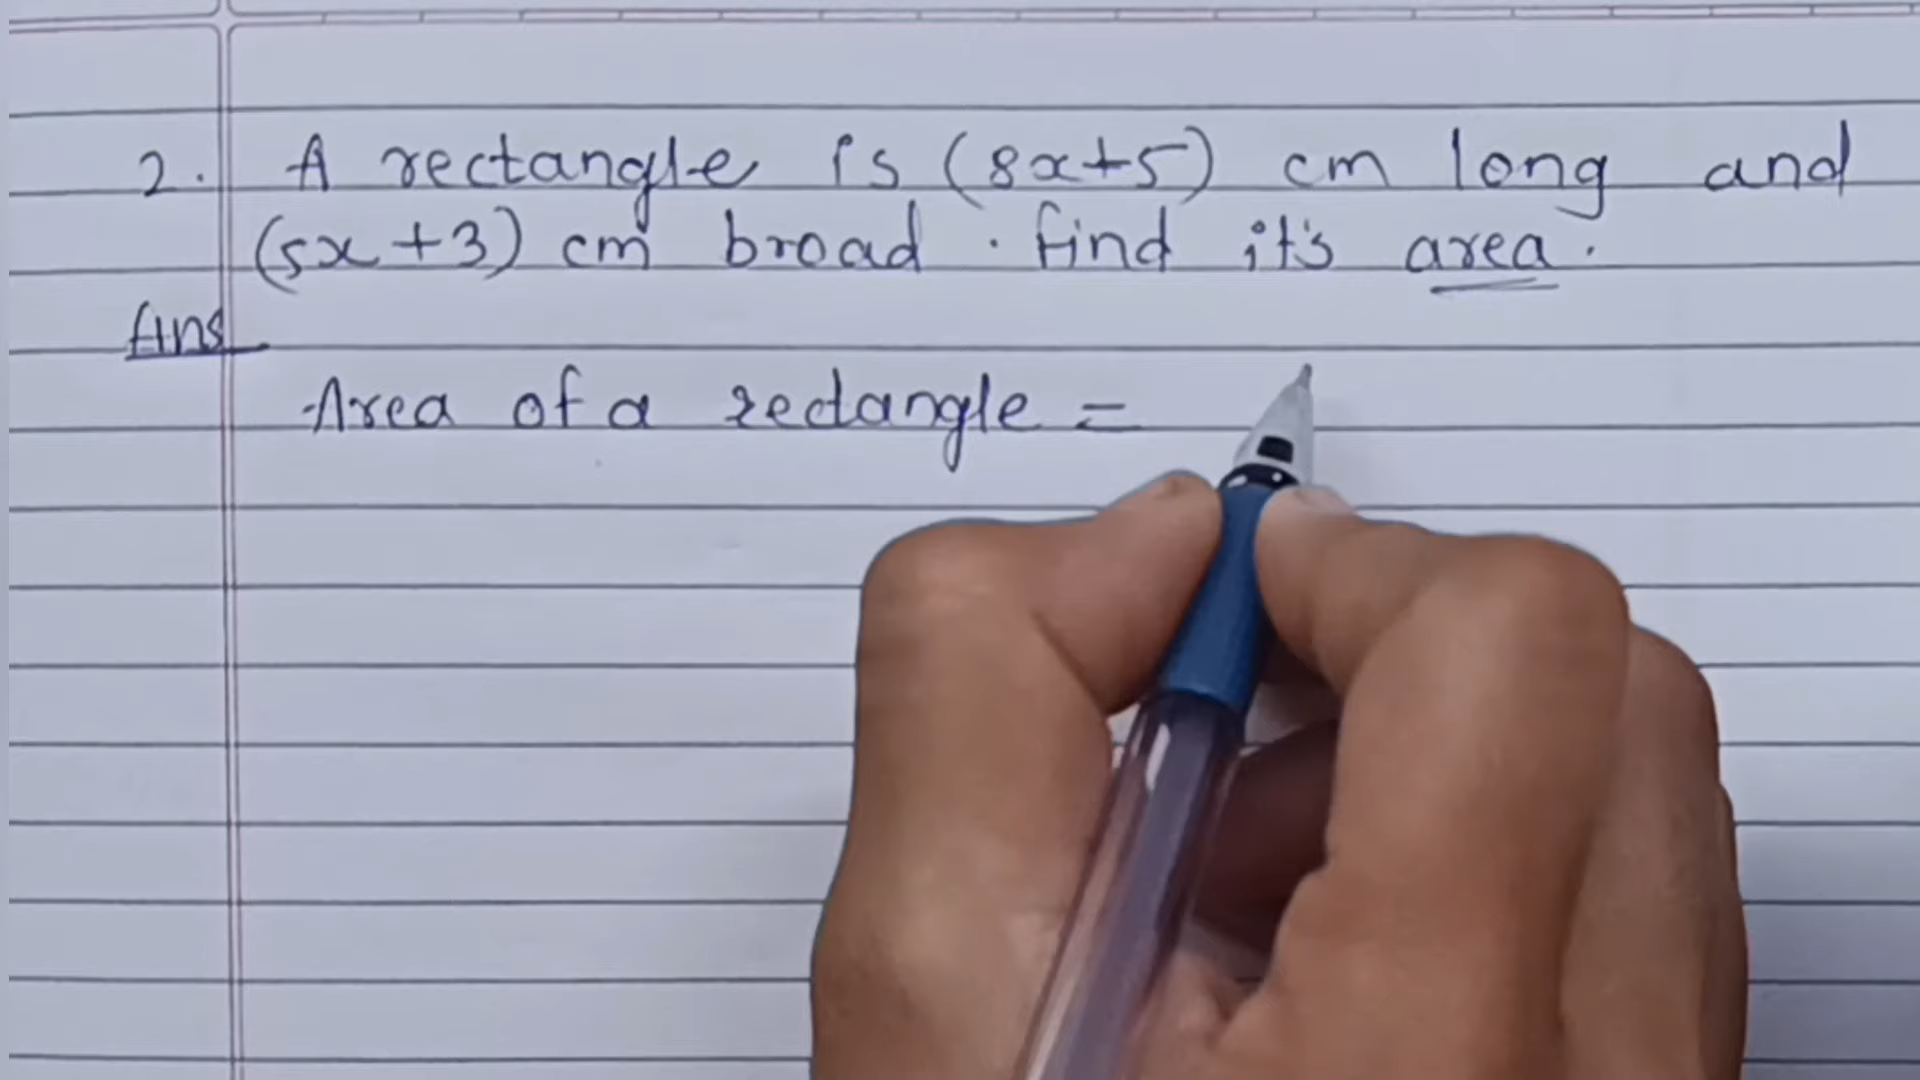 2. A rectangle is (8x+5) cm long and
(5x+3) cm broad. Find it's area.
Ans
Area of a rectangle =